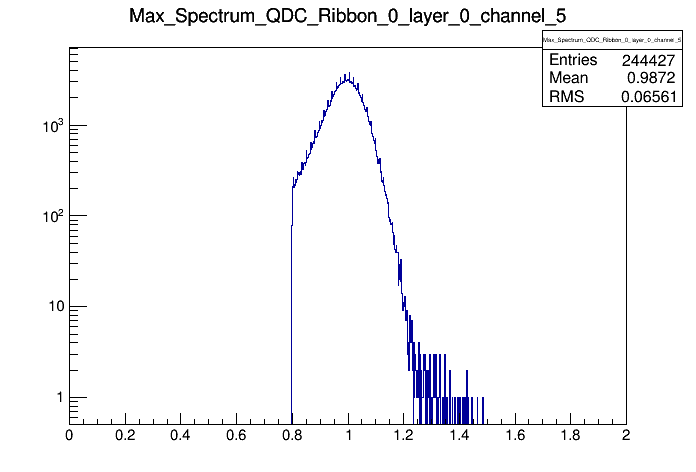 Max_Spectrum_QDC_Ribbon_0_layer_0_channel_5
Max_Spectrum_QDC_Ribbon_0_layer_0_channel_5
Entries 244427
Mean 0.9872
RMS 0.06561
10³
10²
10
1
0 0.2 0.4 0.6 0.8 1 1.2 1.4 1.6 1.8 2